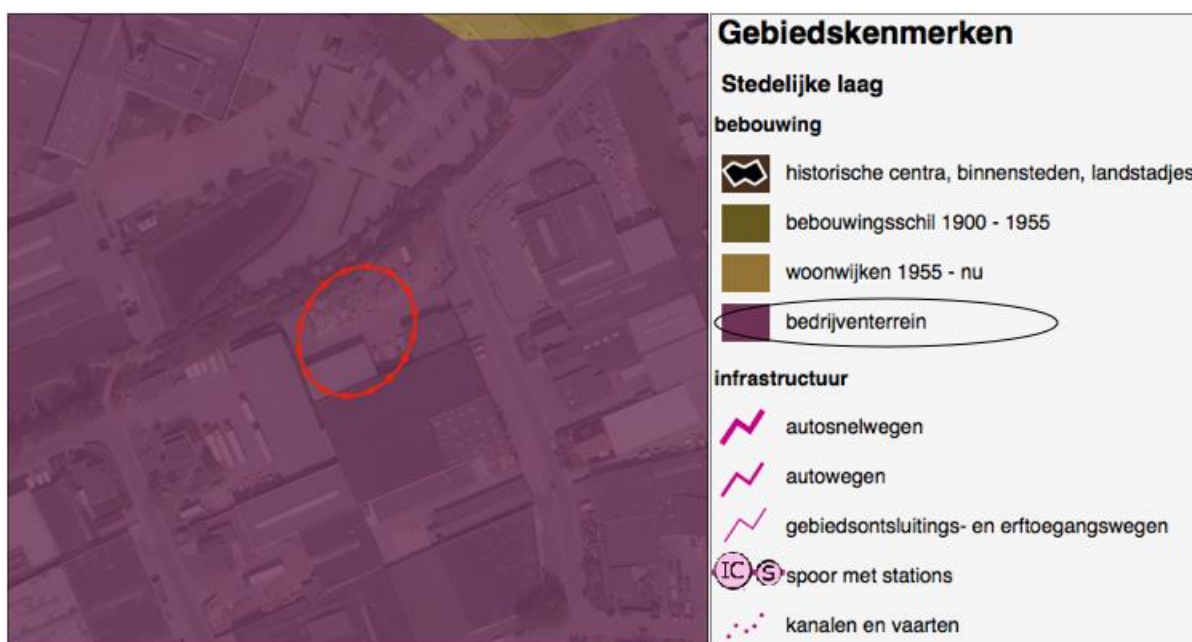 Gebiedskenmerken
Stedelijke laag
bebouwing
historische centra, binnensteden, landstadjes
bebouwingsschil 1900 - 1955
woonwijken 1955 - nu
bedrijventerrein
infrastructuur
autosnelwegen
autowegen
gebiedsontsluitings- en erftoegangswegen
IC S spoor met stations
kanalen en vaarten